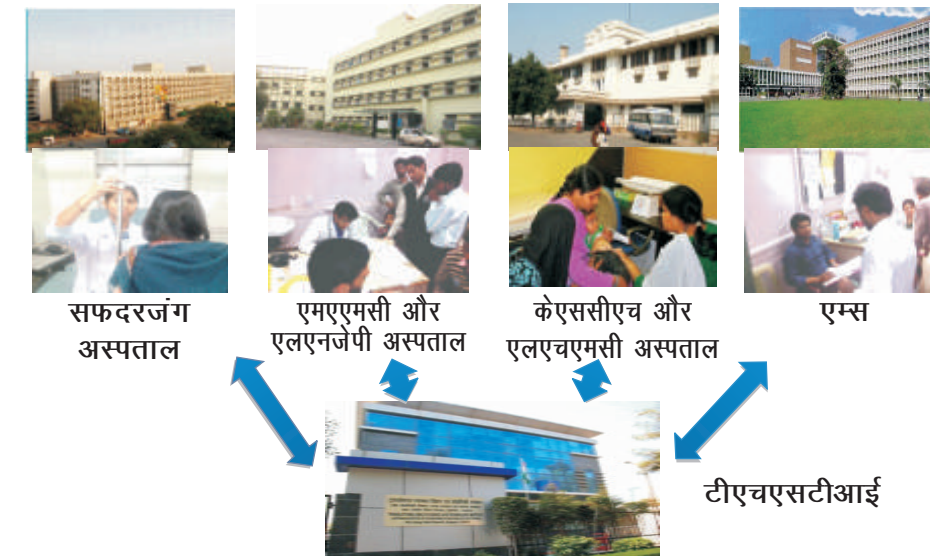 सफदरजंग
अस्पताल
एमएएमसी और
एलएनजेपी अस्पताल
केएससीएच और
एलएचएमसी अस्पताल
एम्स
टीएचएसटीआई